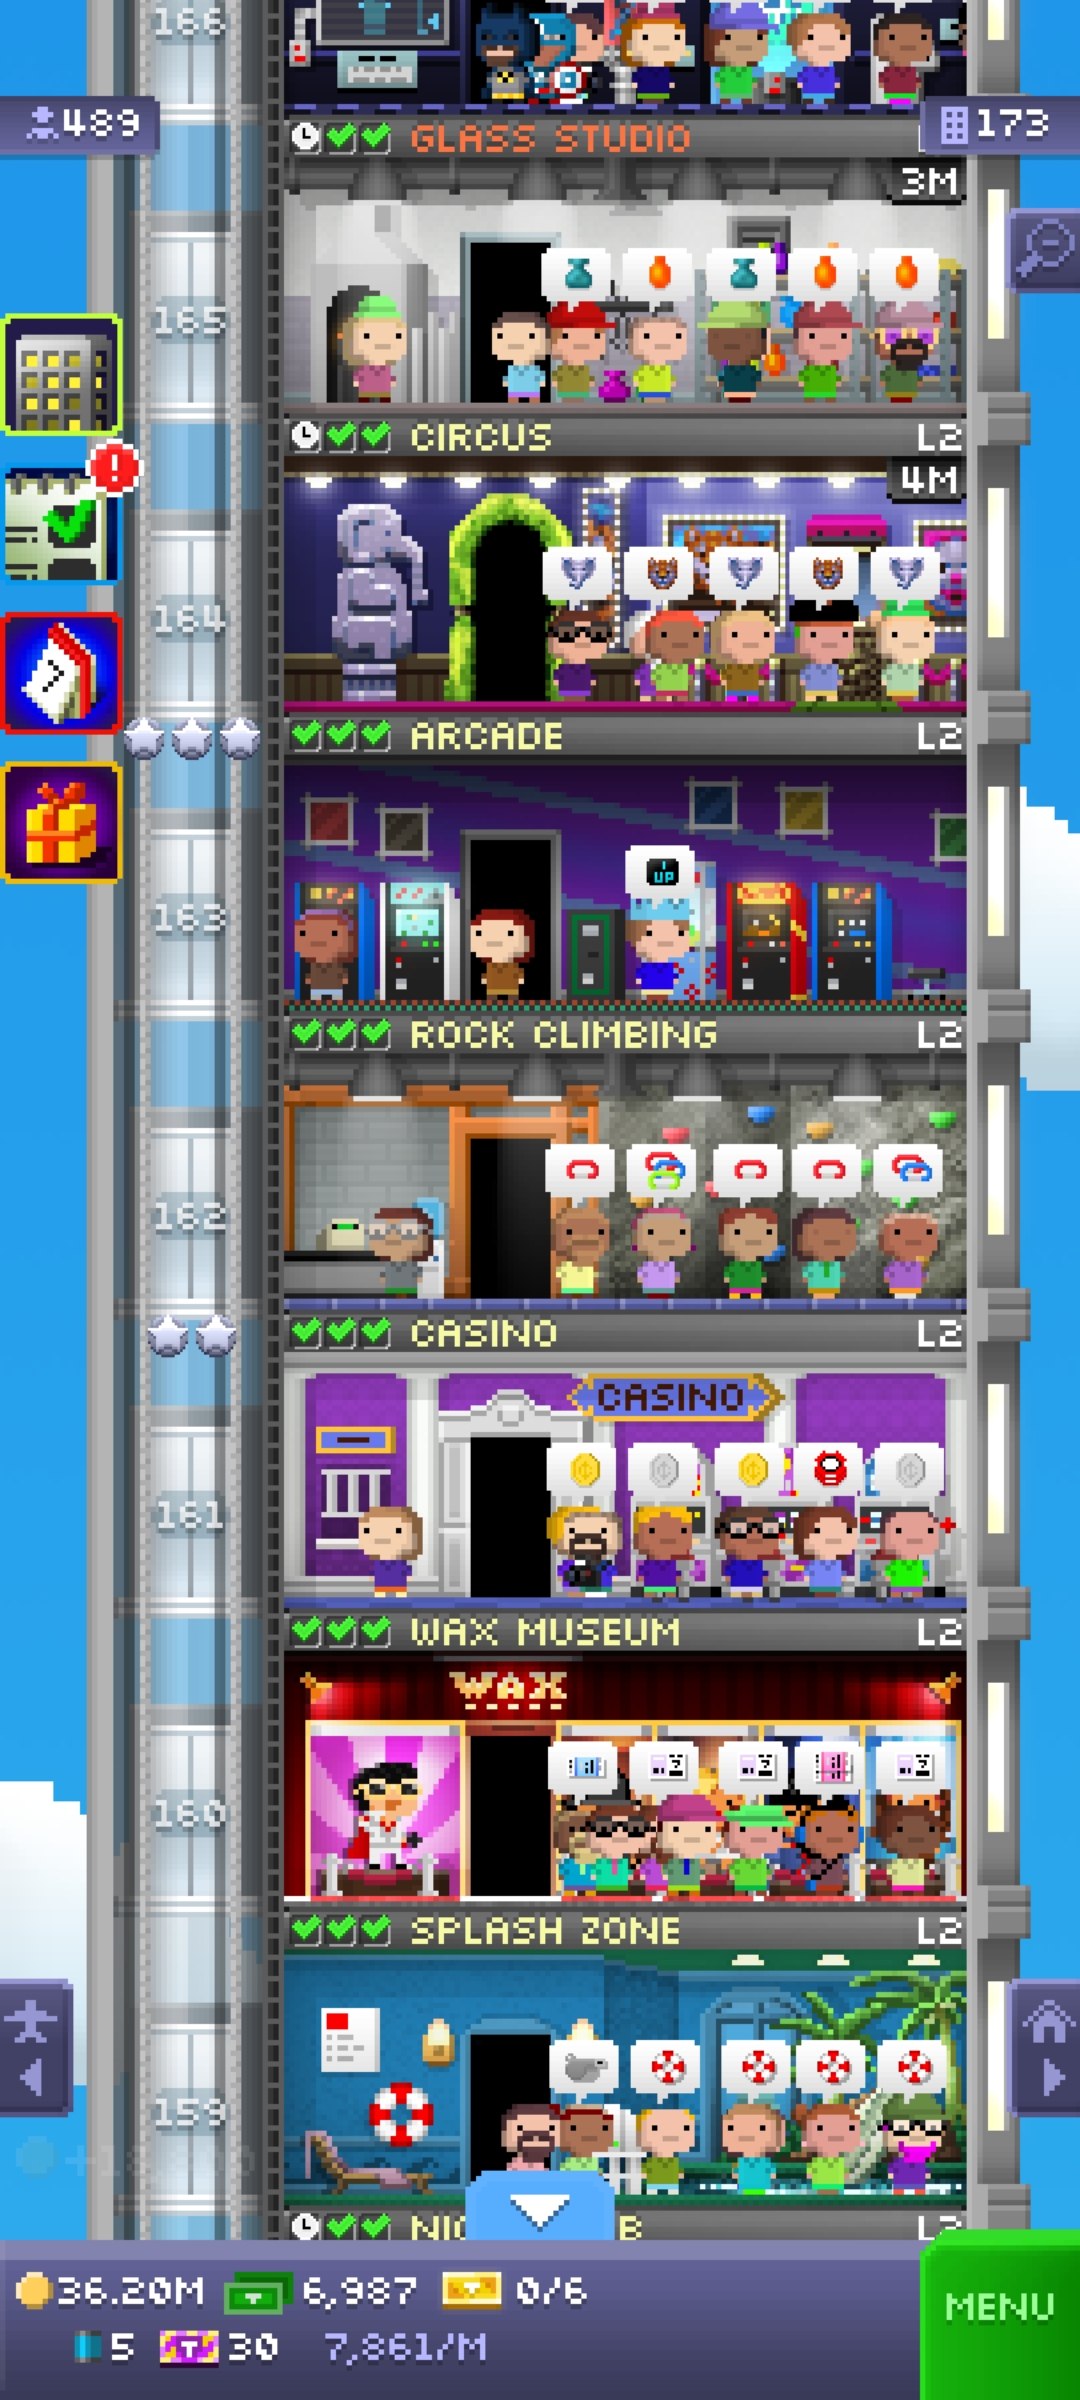 166
489
GLASS STUDIO
173
3M
165
CIRCUS L2
4M
164
ARCADE L2
1
UP
163
ROCK CLIMBING L2
162
CASINO L2
CASINO
161
WAX MUSEUM L2
WAX
160
SPLASH ZONE L2
159
36.20M 6,987 0/6
5 T 30 7,861/M
MENU